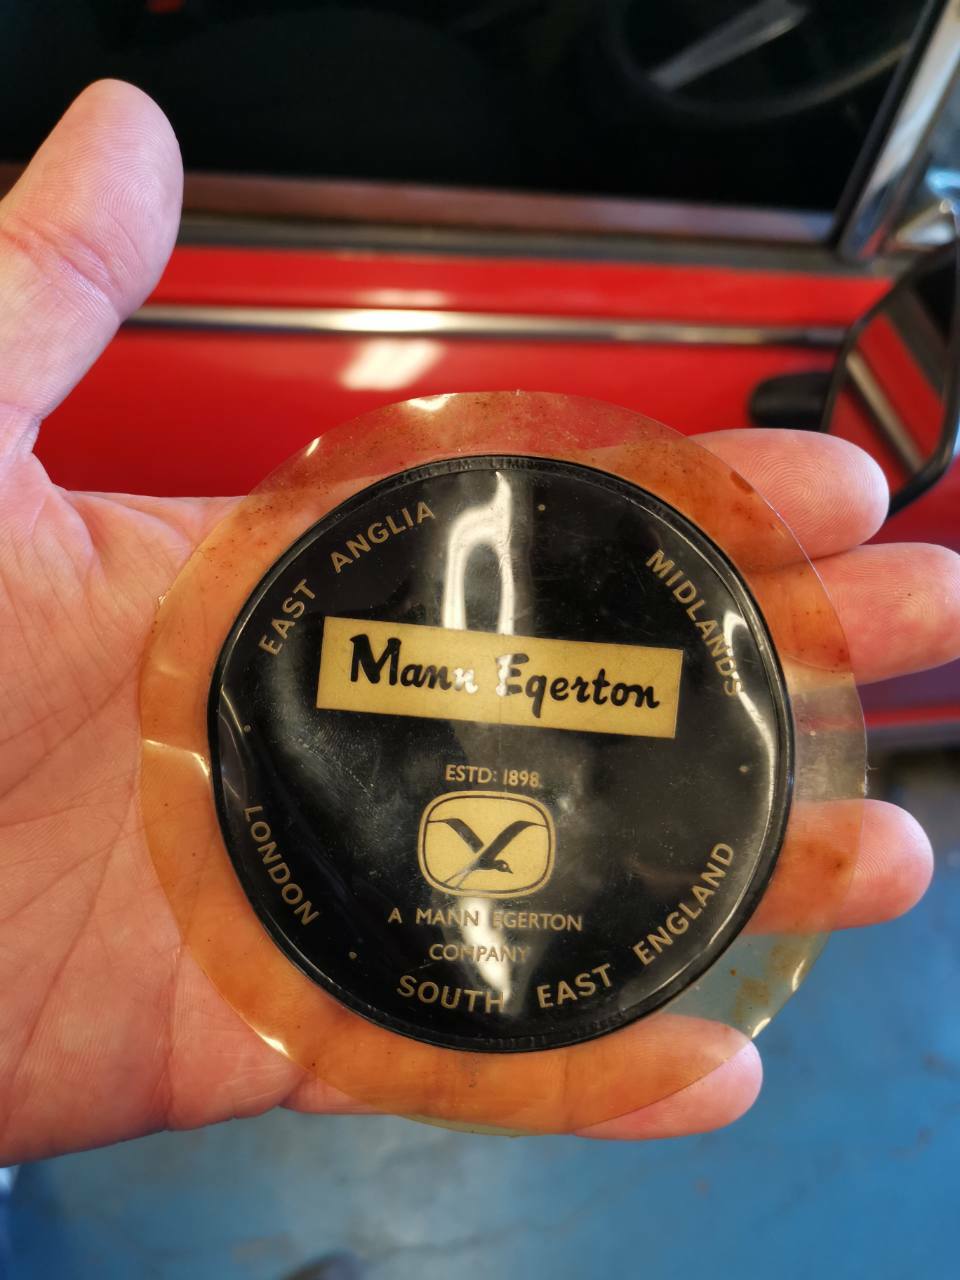 EAST ANGLIA
MIDLANDS
Mann Egerton
ESTD: 1898
A MANN EGERTON
COMPANY
LONDON
SOUTH EAST ENGLAND